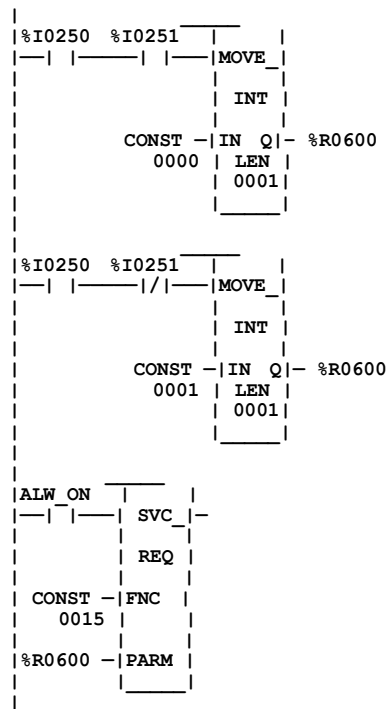 %I0250 %I0251
MOVE_
INT
CONST IN Q %R0600
0000 LEN
0001
%I0250 %I0251
MOVE_
INT
CONST IN Q %R0600
0001 LEN
0001
ALW_ON
SVC_
REQ
CONST FNC
0015
%R0600 PARM